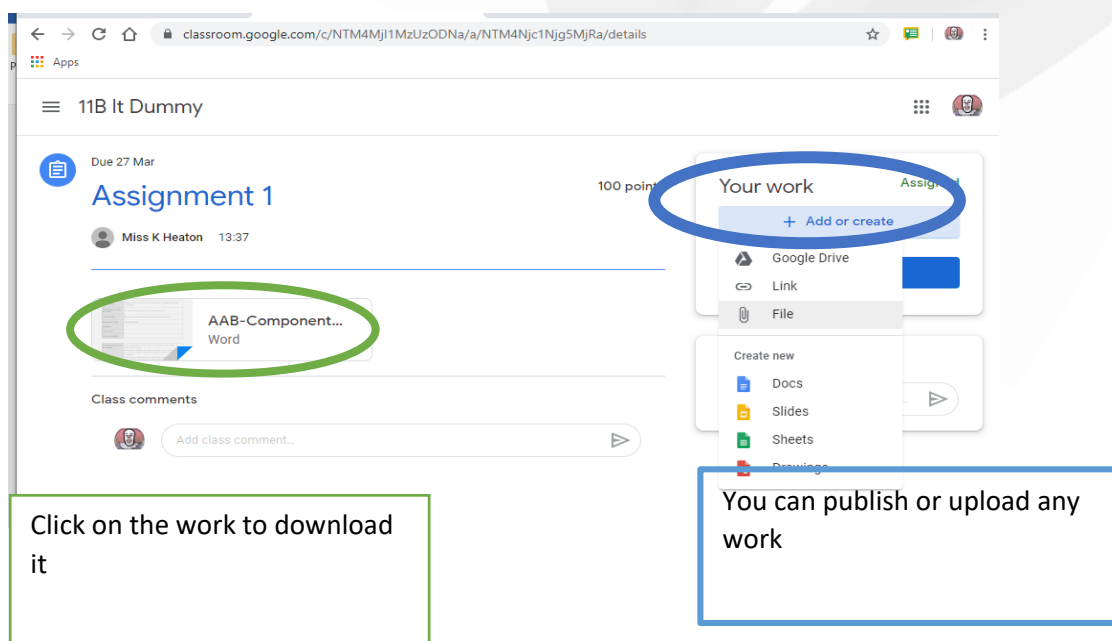 classroom.google.com/c/NTM4MjI1MzUzODNa/a/NTM4Njc1Njg5MjRa/details
Apps
11B It Dummy
Due 27 Mar
Assignment 1
100 point
Miss K Heaton 13:37
AAB-Component...
Word
Class comments
Add class comment...
Your work
Assigned
+ Add or create
Google Drive
Link
File
Create new
Docs
Slides
Sheets
Drawings
Click on the work to download
it
You can publish or upload any
work